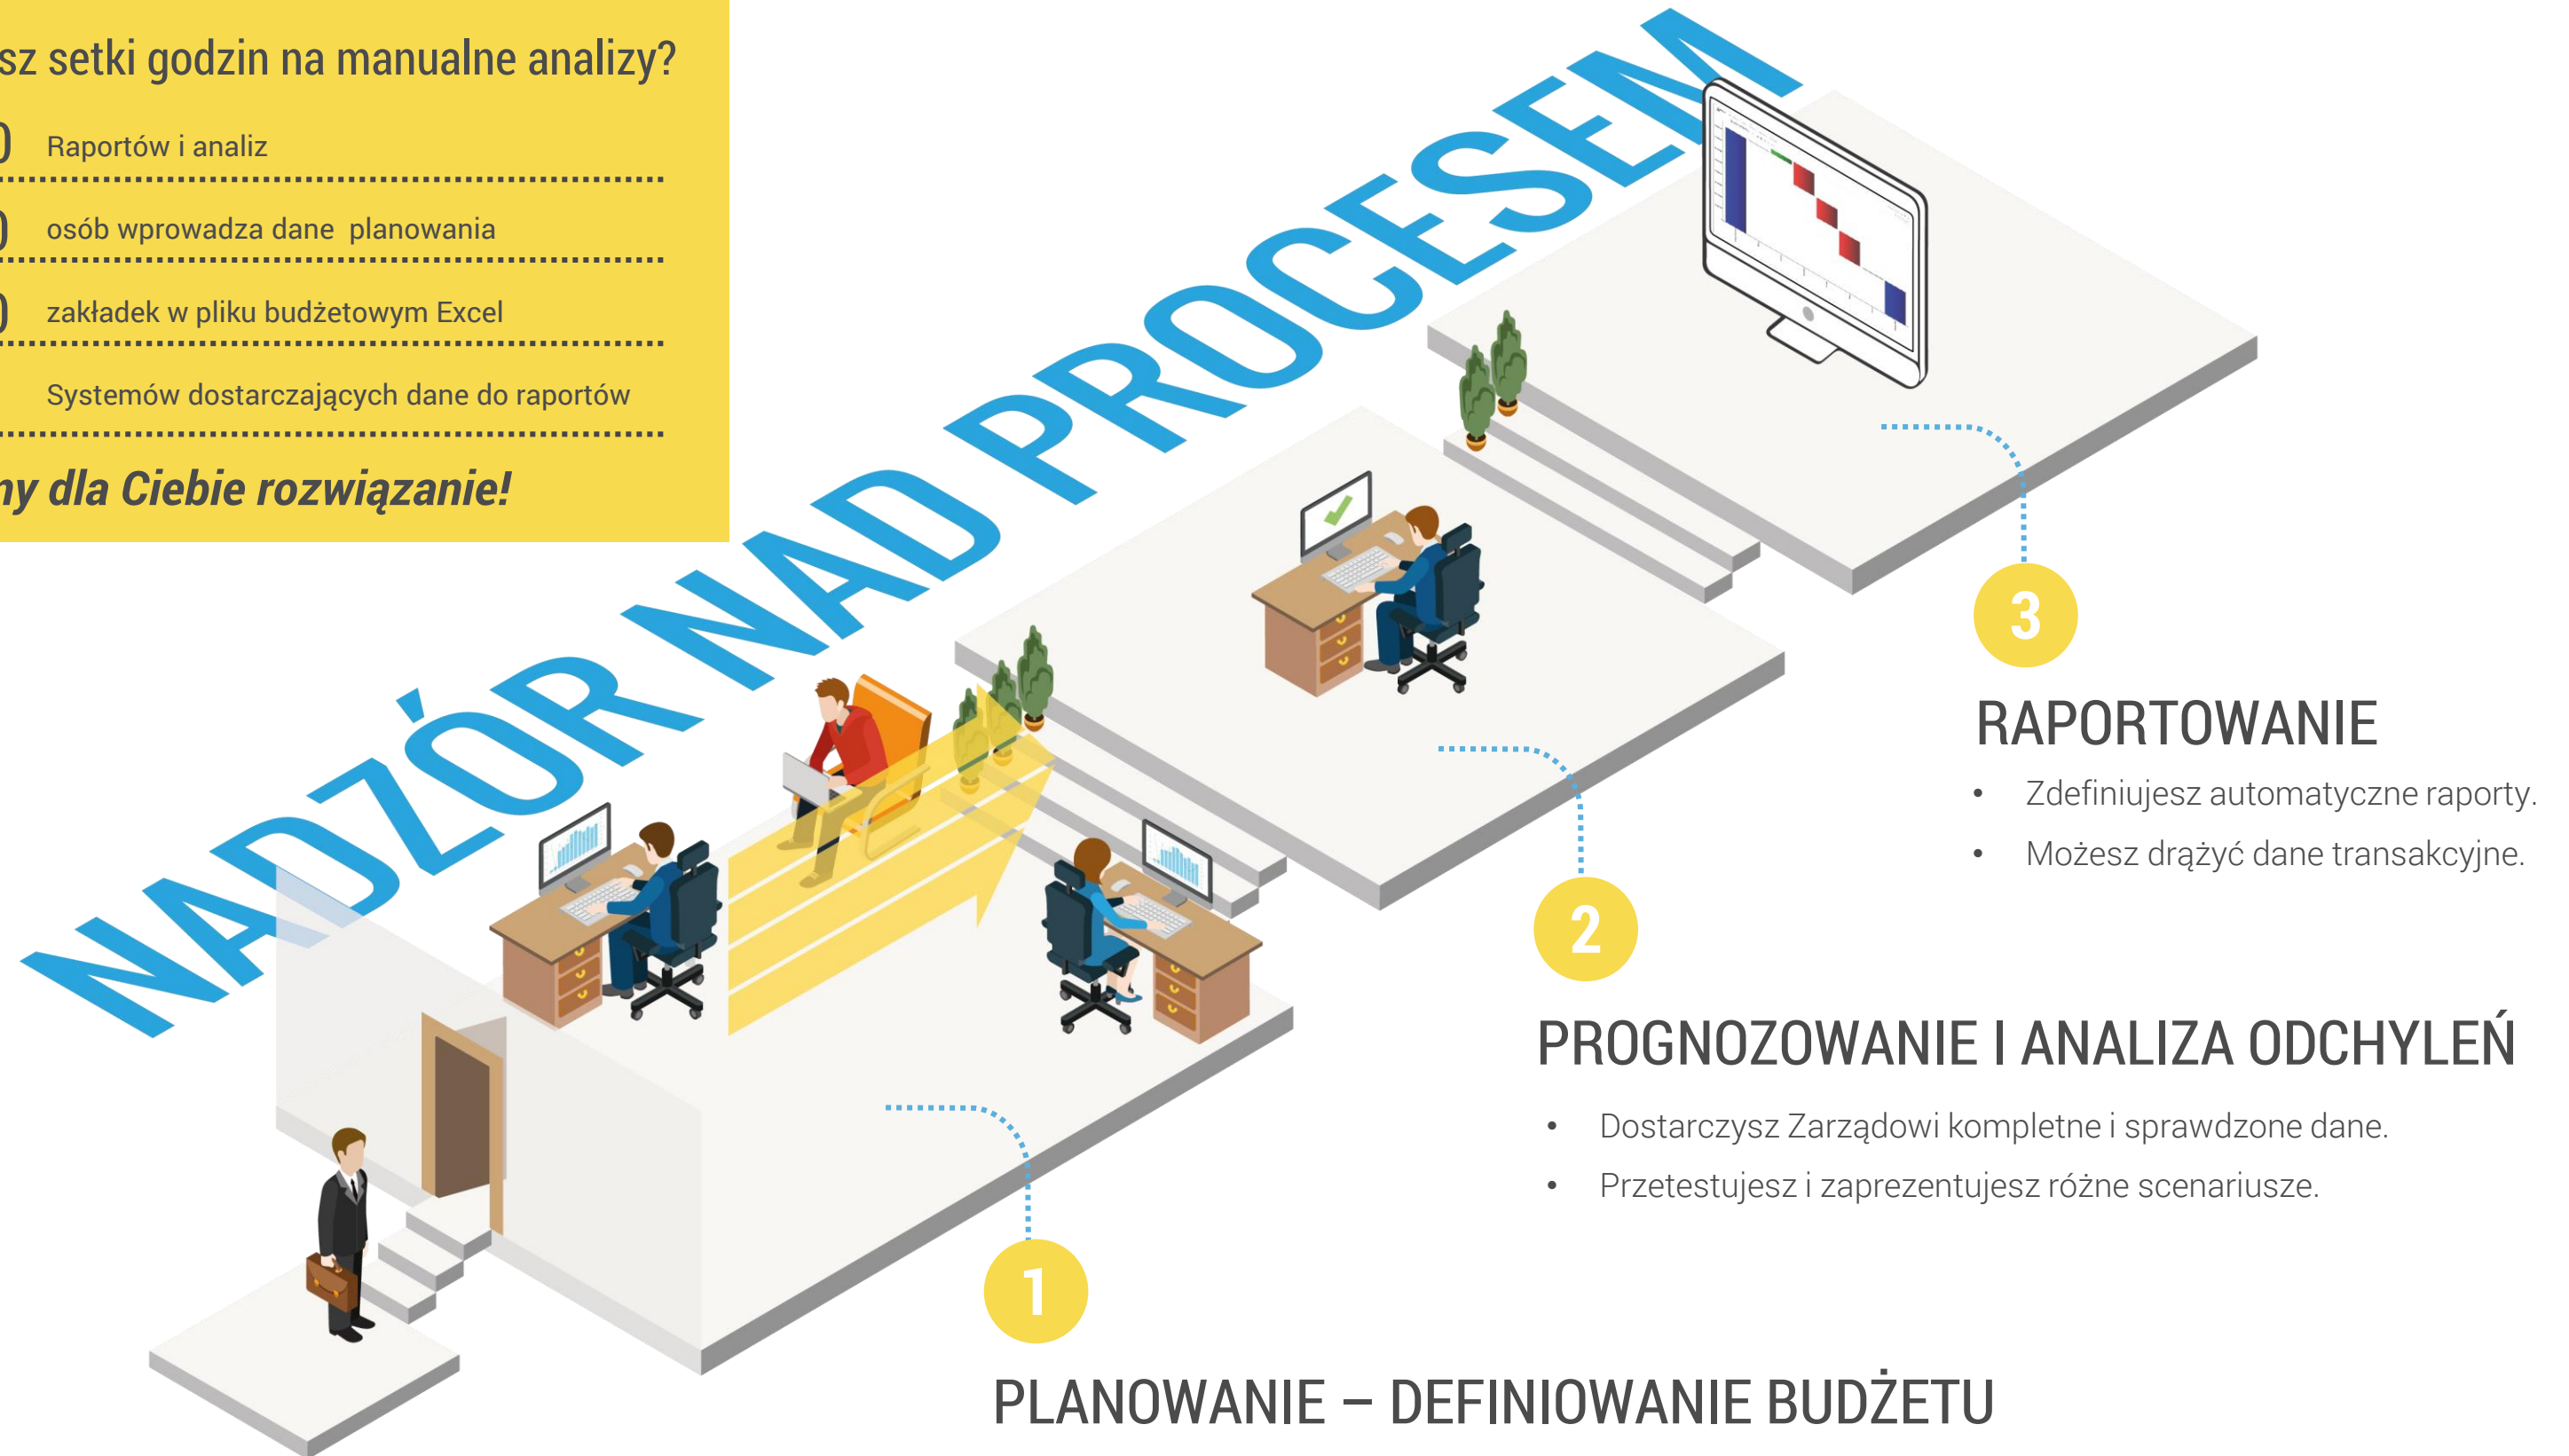 setki godzin na manualne analizy?
Raportów i analiz
osób wprowadza dane planowania
zakładek w pliku budżetowym Excel
Systemów dostarczających dane do raportów
dla Ciebie rozwiązanie!
NADZÓR NAD PROCESEM
3
RAPORTOWANIE
• Zdefiniujesz automatyczne raporty.
• Możesz drążyć dane transakcyjne.
2
PROGNOZOWANIE I ANALIZA ODCHYLEŃ
• Dostarczysz Zarządowi kompletne i sprawdzone dane.
• Przetestujesz i zaprezentujesz różne scenariusze.
1
PLANOWANIE – DEFINIOWANIE BUDŻETU